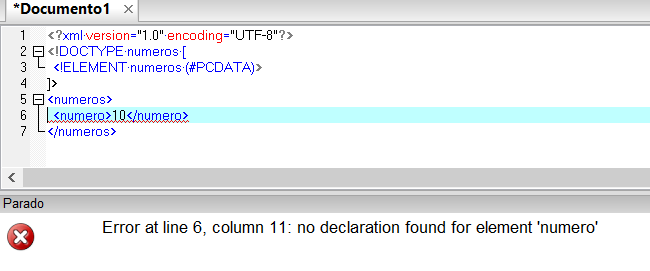 *Documento1 ×
1 <?xml version="1.0" encoding="UTF-8"?>
2 <!DOCTYPE numeros [
3 <!ELEMENT numeros (#PCDATA)>
4 ]>
5 <numeros>
6 <numero>10</numero>
7 </numeros>
Parado
Error at line 6, column 11: no declaration found for element 'numero'